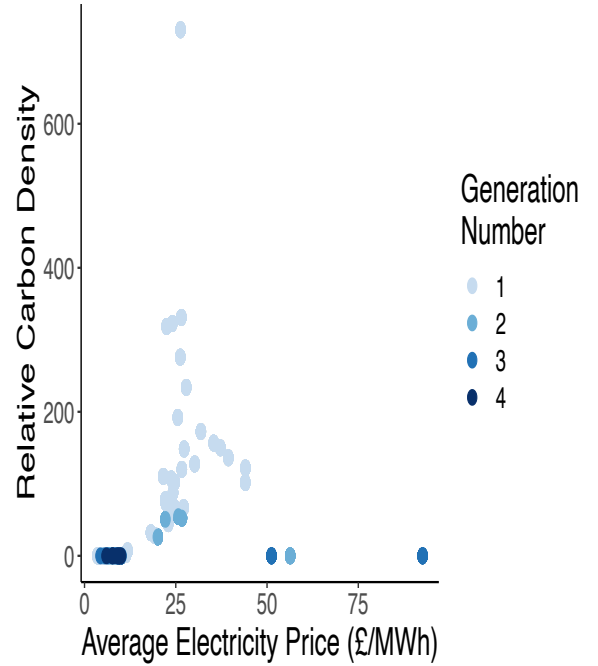 Relative Carbon Density
600
400
200
0
0 25 50 75
Average Electricity Price (£/MWh)
Generation
Number
1
2
3
4